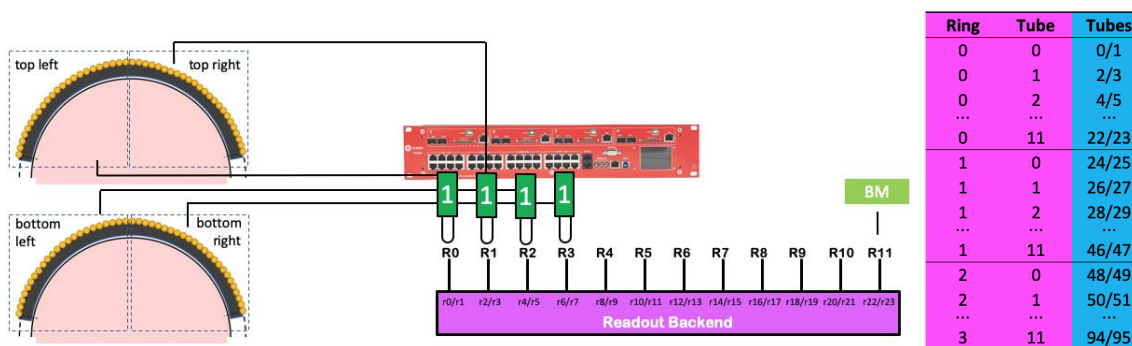 top left
top right
bottom left
bottom right
1 1 1 1
BM
R0 R1 R2 R3 R4 R5 R6 R7 R8 R9 R10 R11
r0/r1 r2/r3 r4/r5 r6/r7 r8/r9 r10/r11 r12/r13 r14/r15 r16/r17 r18/r19 r20/r21 r22/r23
Readout Backend
Ring Tube Tubes
0 0 0/1
0 1 2/3
0 2 4/5
... ... ...
0 11 22/23
1 0 24/25
1 1 26/27
1 2 28/29
... ... ...
1 11 46/47
2 0 48/49
2 1 50/51
... ... ...
3 11 94/95